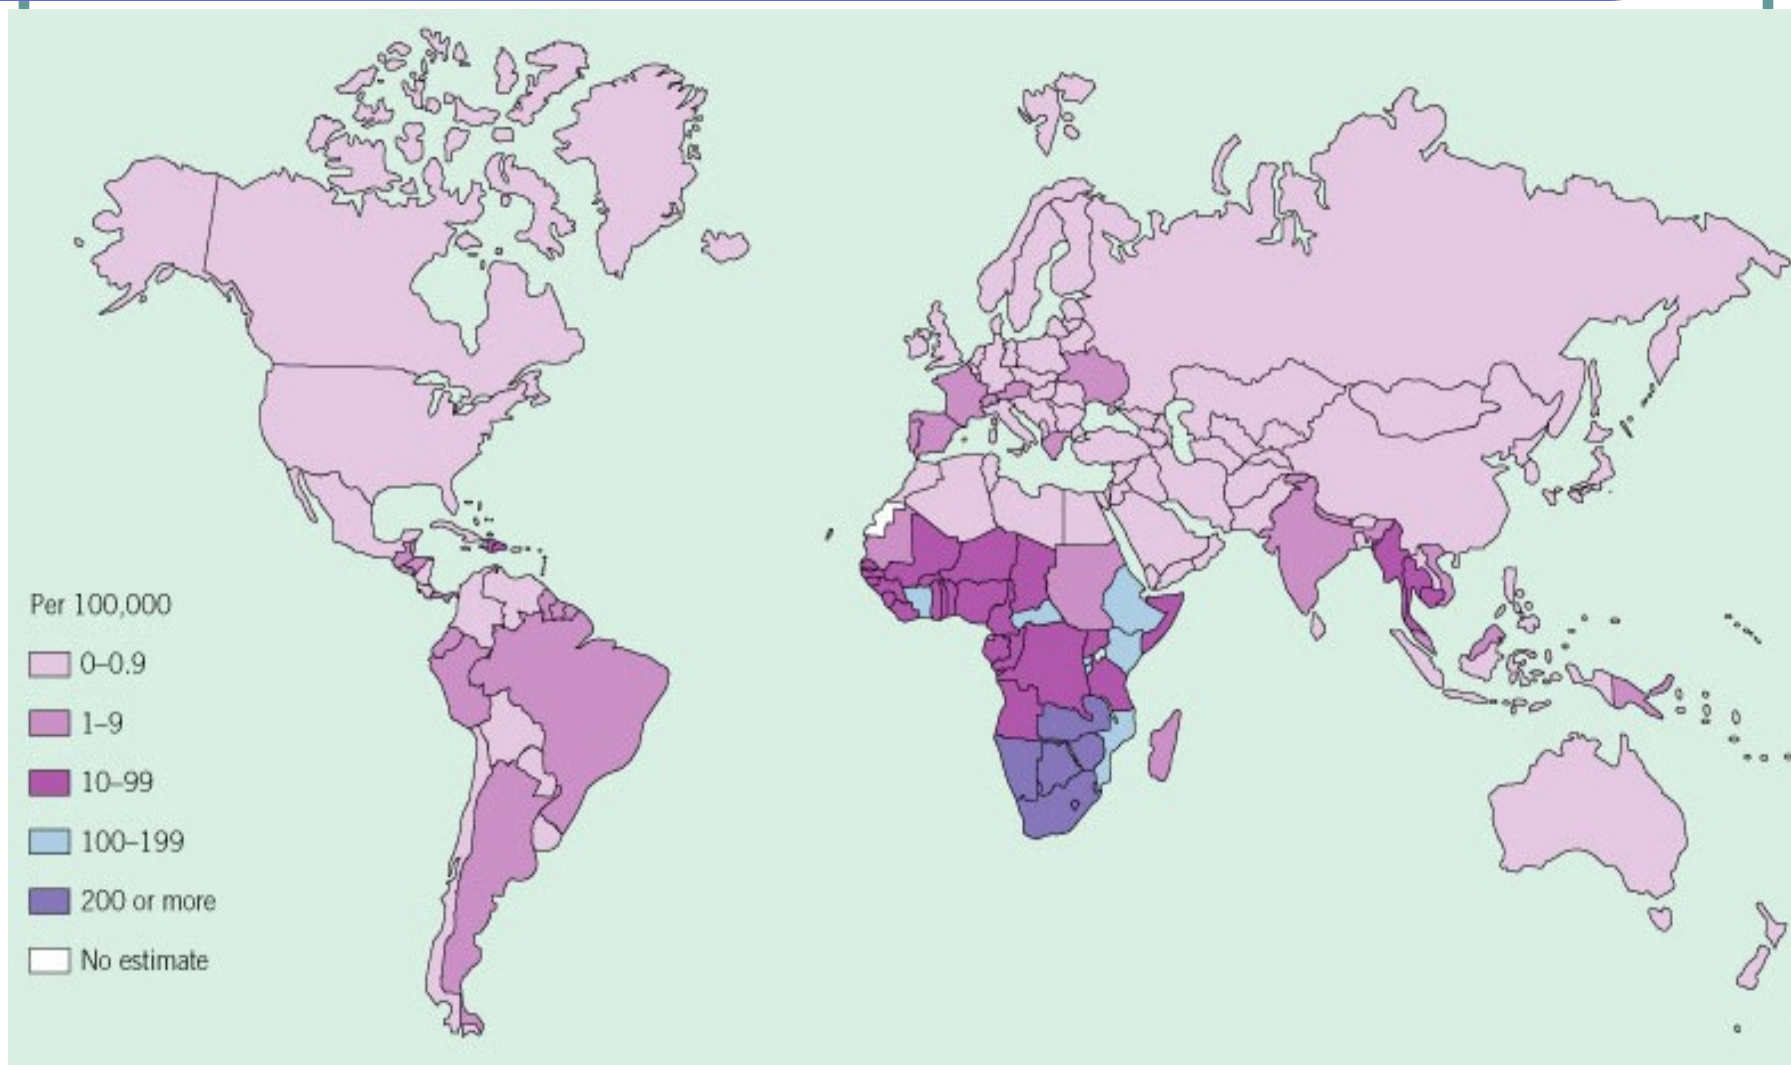 Per 100,000
0–0.9
1–9
10–99
100–199
200 or more
No estimate